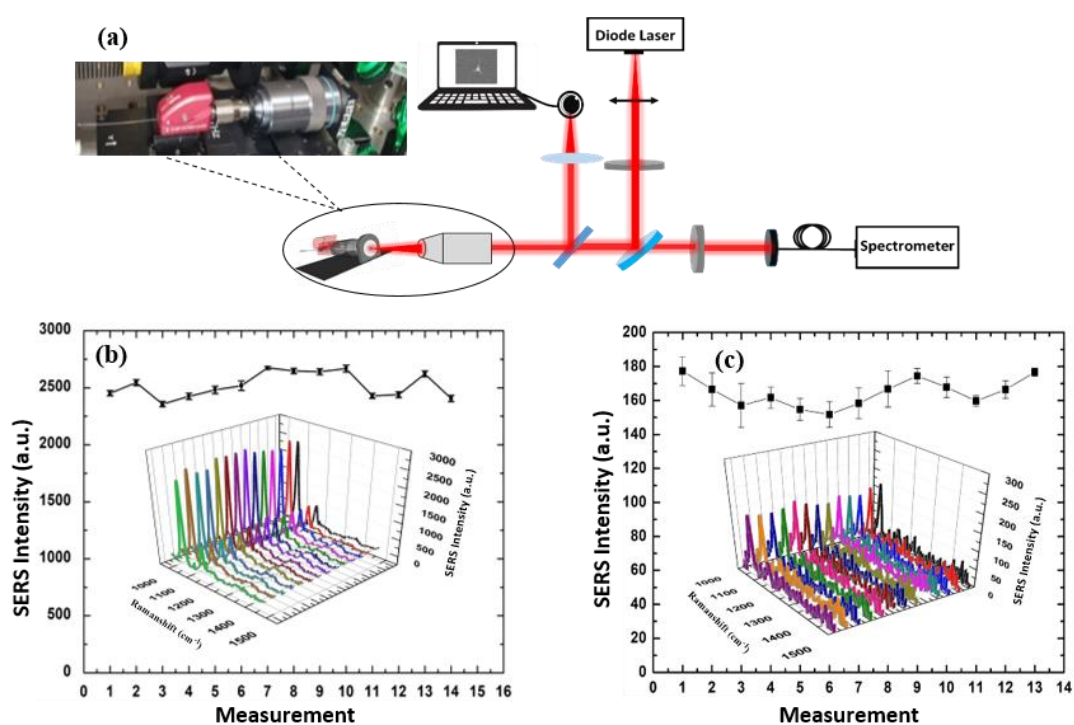 (a)
Diode Laser
Spectrometer
(b)
SERS Intensity (a.u.)
3000
2500
2000
1500
1000
500
0
0 1 2 3 4 5 6 7 8 9 10 11 12 13 14 15 16
Measurement
3000
2500
2000
1500
1000
500
0
SERS Intensity (a.u.)
1000
1100
1200
1300
1400
1500
Ramanshift (cm⁻¹)
(c)
SERS Intensity (a.u.)
200
180
160
140
120
100
80
60
40
20
0
0 1 2 3 4 5 6 7 8 9 10 11 12 13 14
Measurement
300
250
200
150
100
50
0
SERS Intensity (a.u.)
1000
1100
1200
1300
1400
1500
Ramanshift (cm⁻¹)